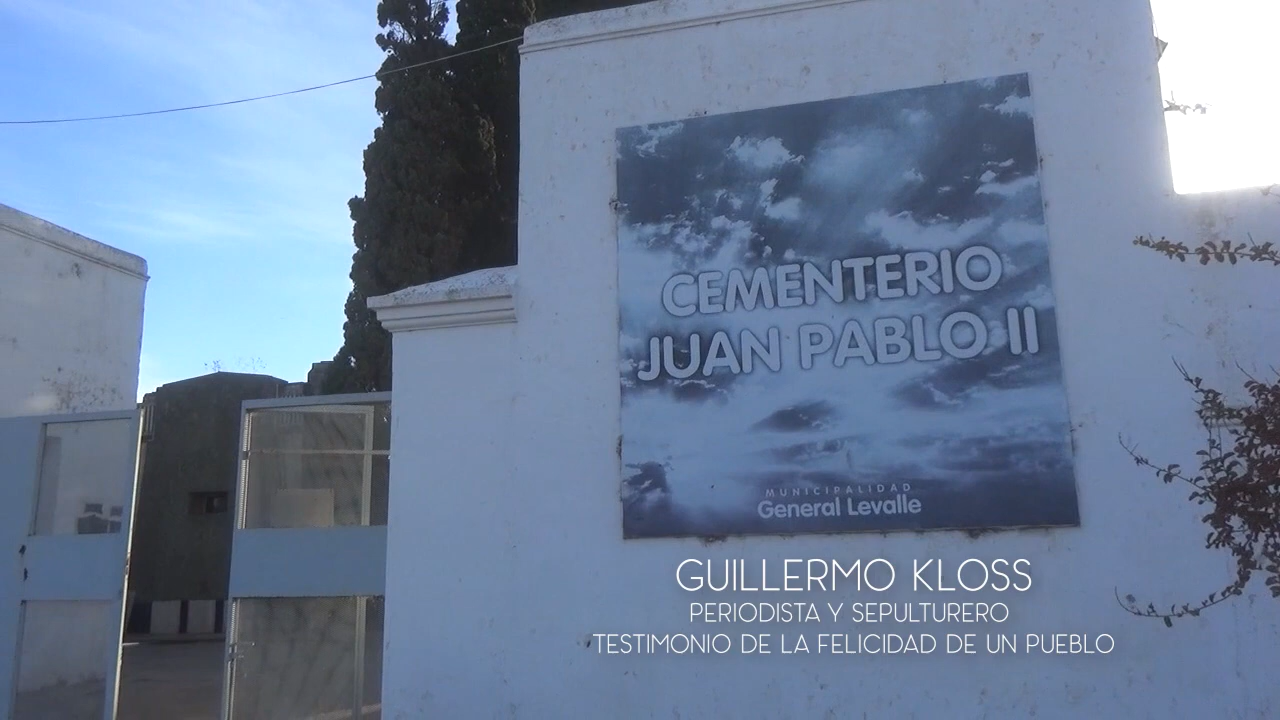 CEMENTERIO
JUAN PABLO II
MUNICIPALIDAD
General Levalle
GUILLERMO KLOSS
PERIODISTA Y SEPULTURERO
TESTIMONIO DE LA FELICIDAD DE UN PUEBLO